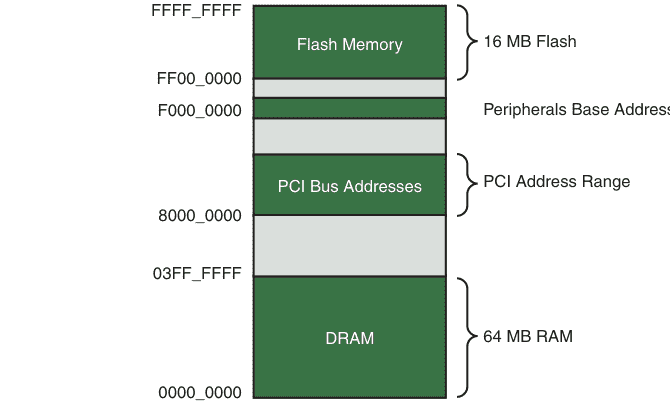 FFFF_FFFF
Flash Memory
16 MB Flash
FF00_0000
F000_0000
Peripherals Base Address
PCI Bus Addresses
PCI Address Range
8000_0000
03FF_FFFF
DRAM
64 MB RAM
0000_0000